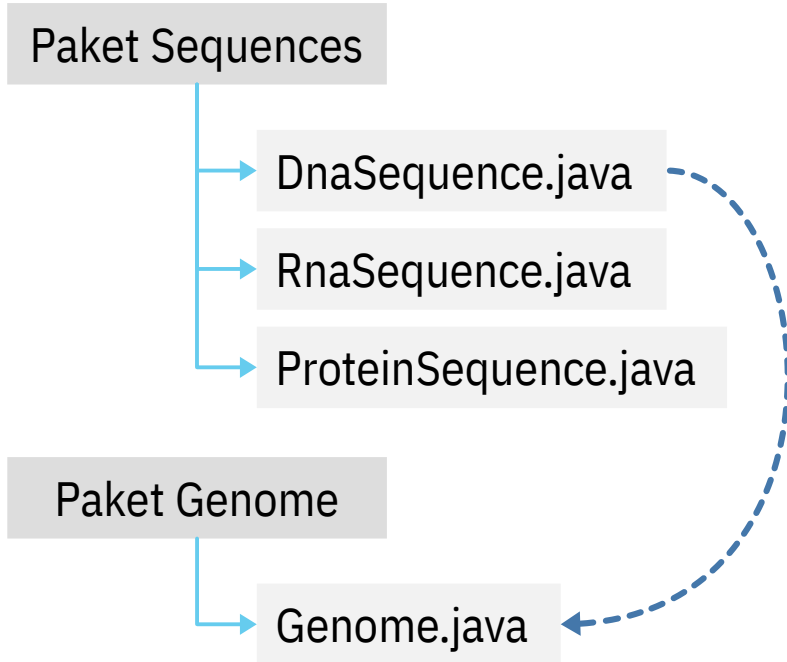 Paket Sequences
DnaSequence.java
RnaSequence.java
ProteinSequence.java
Paket Genome
Genome.java